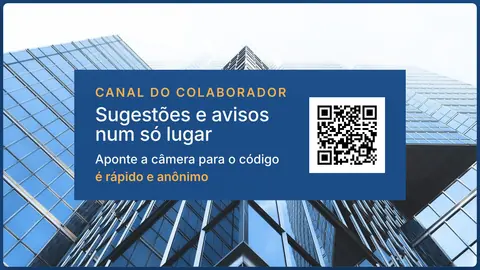 CANAL DO COLABORADOR
Sugestões e avisos
num só lugar
Aponte a câmera para o código
é rápido e anônimo